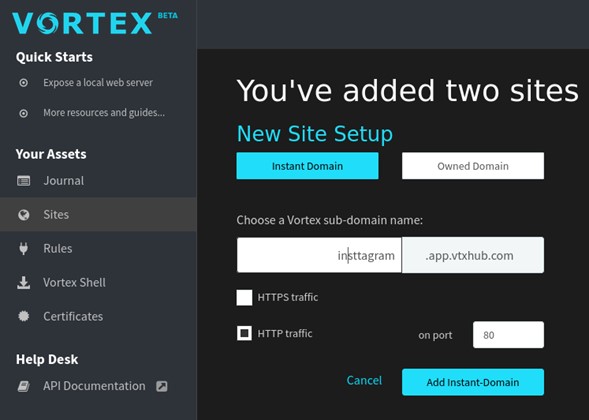 VORTEX BETA
Quick Starts
Expose a local web server
More resources and guides...
Your Assets
Journal
Sites
Rules
Vortex Shell
Certificates
Help Desk
API Documentation
You've added two sites
New Site Setup
Instant Domain
Owned Domain
Choose a Vortex sub-domain name:
insttagram .app.vtxhub.com
HTTPS traffic
HTTP traffic on port 80
Cancel
Add Instant-Domain